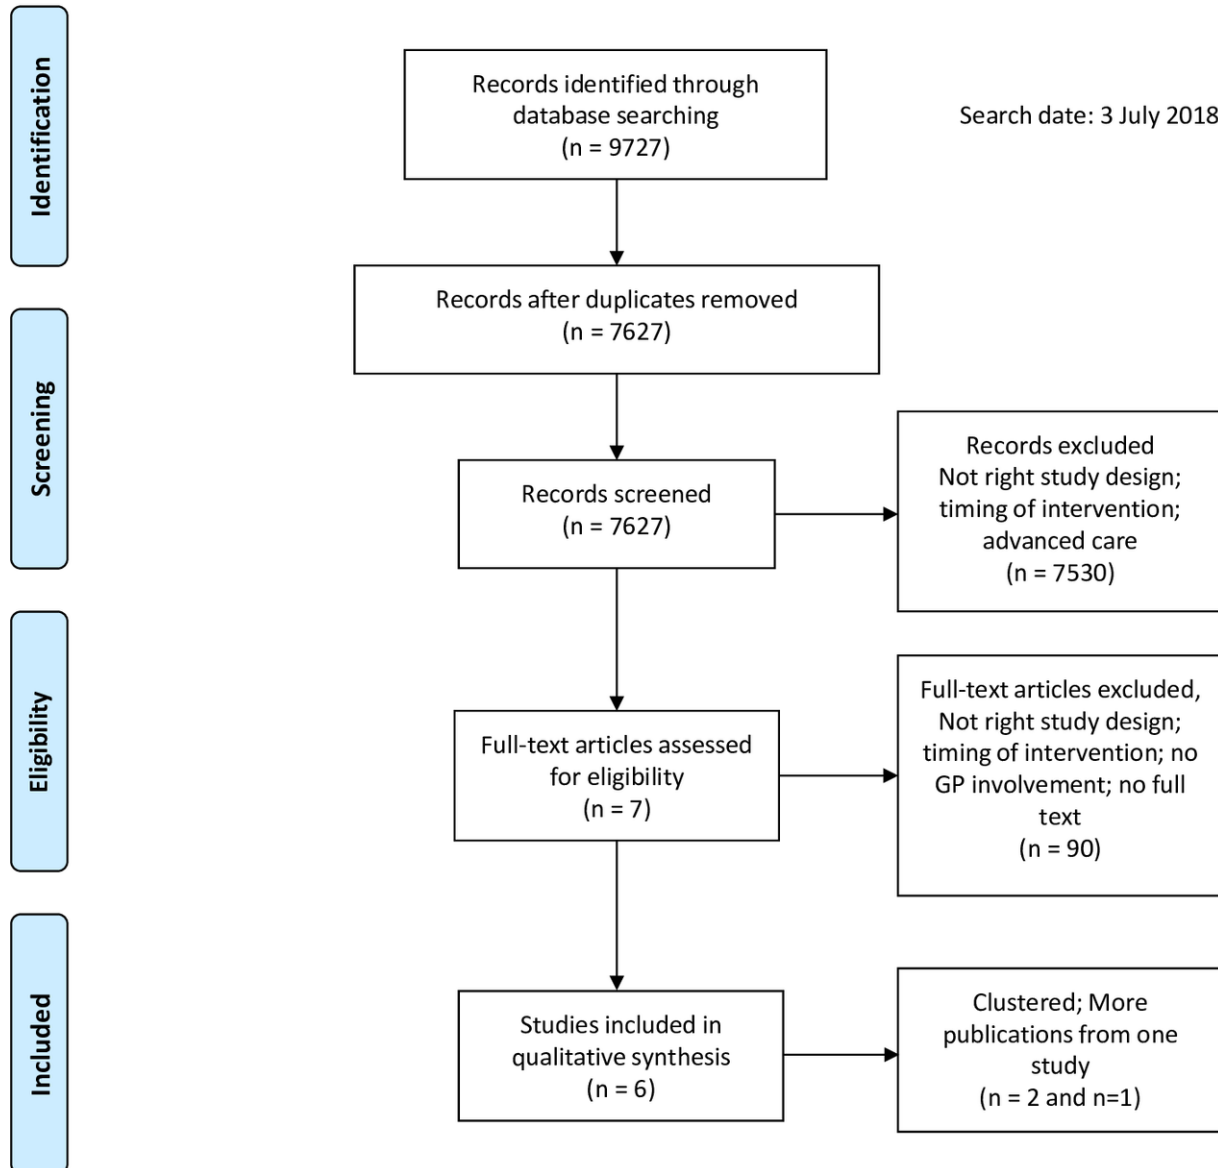 Identification
Records identified through
database searching
(n = 9727)
Search date: 3 July 2018
Records after duplicates removed
(n = 7627)
Screening
Records screened
(n = 7627)
Records excluded
Not right study design;
timing of intervention;
advanced care
(n = 7530)
Eligibility
Full-text articles assessed
for eligibility
(n = 7)
Full-text articles excluded,
Not right study design;
timing of intervention; no
GP involvement; no full
text
(n = 90)
Included
Studies included in
qualitative synthesis
(n = 6)
Clustered; More
publications from one
study
(n = 2 and n=1)